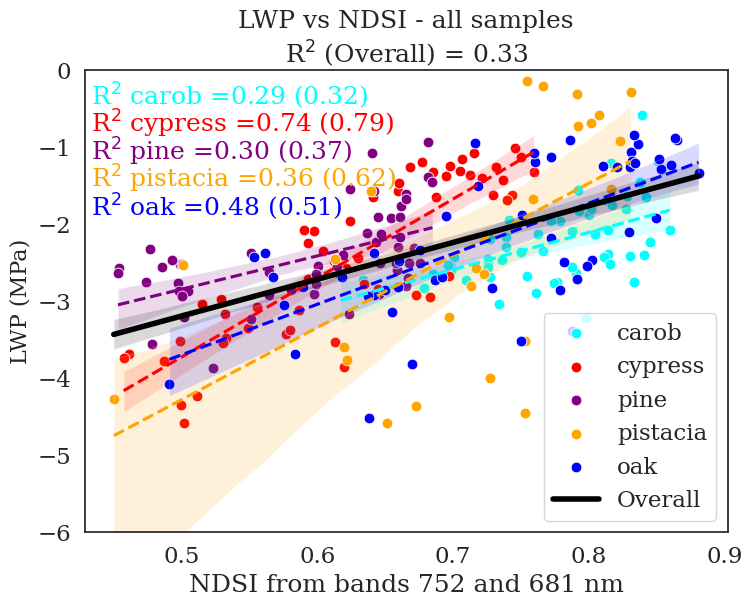 LWP vs NDSI - all samples
R² (Overall) = 0.33
R² carob =0.29 (0.32)
R² cypress =0.74 (0.79)
R² pine =0.30 (0.37)
R² pistacia =0.36 (0.62)
R² oak =0.48 (0.51)
0
−1
−2
−3
−4
−5
−6
LWP (MPa)
carob
cypress
pine
pistacia
oak
Overall
0.5 0.6 0.7 0.8 0.9
NDSI from bands 752 and 681 nm